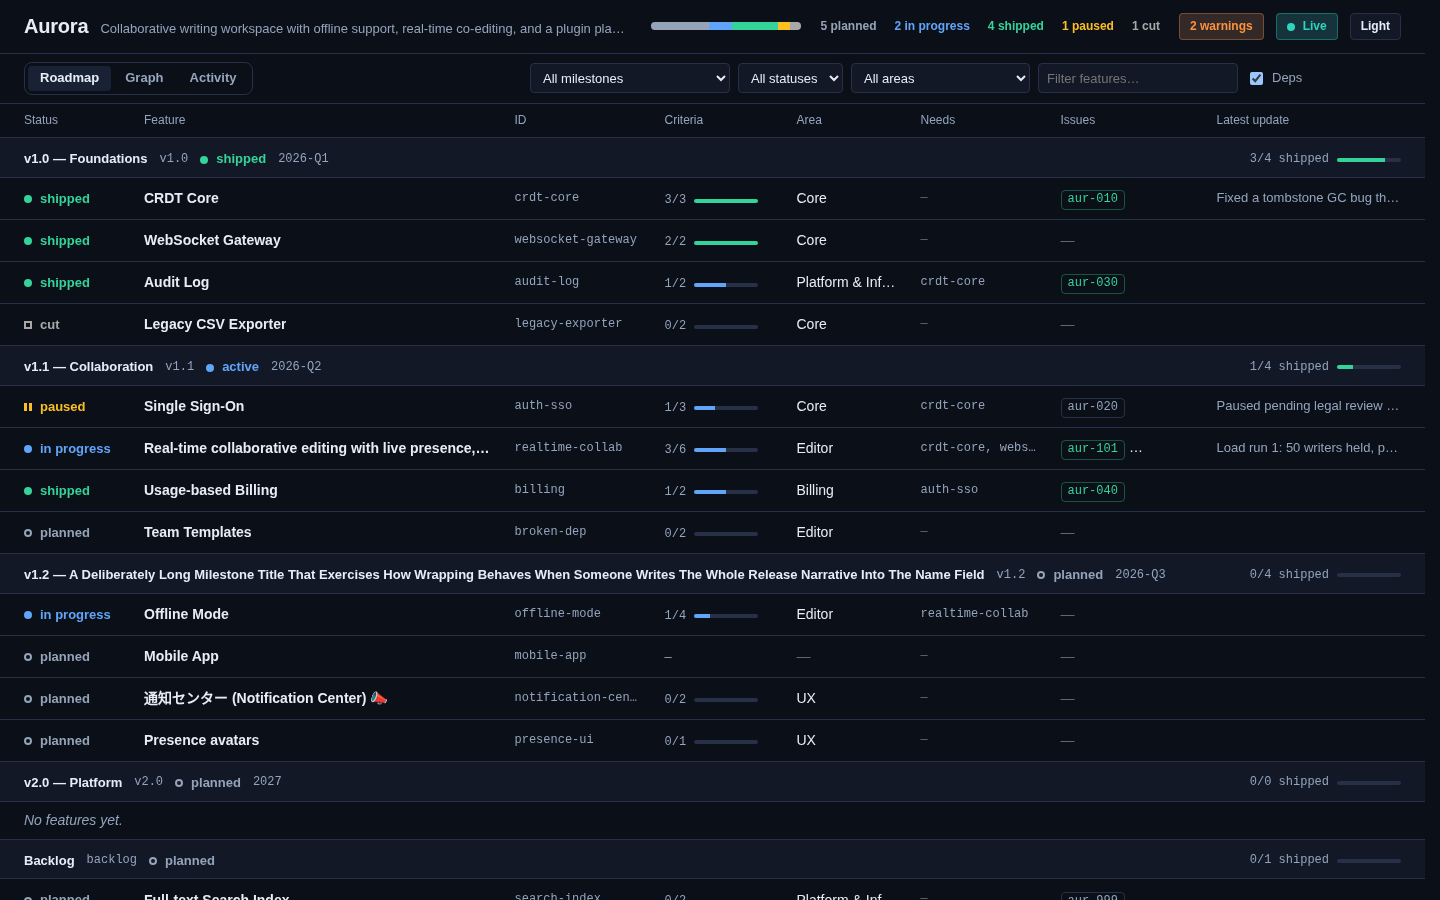 Aurora Collaborative writing workspace with offline support, real-time co-editing, and a plugin pla… 5 planned 2 in progress 4 shipped 1 paused 1 cut 2 warnings Live Light
Roadmap Graph Activity All milestones All statuses All areas Filter features… Deps
Status Feature ID Criteria Area Needs Issues Latest update
v1.0 — Foundations v1.0 shipped 2026-Q1 3/4 shipped
shipped CRDT Core crdt-core 3/3 Core — aur-010 Fixed a tombstone GC bug th…
shipped WebSocket Gateway websocket-gateway 2/2 Core — —
shipped Audit Log audit-log 1/2 Platform & Inf… crdt-core aur-030
cut Legacy CSV Exporter legacy-exporter 0/2 Core — —
v1.1 — Collaboration v1.1 active 2026-Q2 1/4 shipped
paused Single Sign-On auth-sso 1/3 Core crdt-core aur-020 Paused pending legal review …
in progress Real-time collaborative editing with live presence,… realtime-collab 3/6 Editor crdt-core, webs… aur-101 … Load run 1: 50 writers held, p…
shipped Usage-based Billing billing 1/2 Billing auth-sso aur-040
planned Team Templates broken-dep 0/2 Editor — —
v1.2 — A Deliberately Long Milestone Title That Exercises How Wrapping Behaves When Someone Writes The Whole Release Narrative Into The Name Field v1.2 planned 2026-Q3 0/4 shipped
in progress Offline Mode offline-mode 1/4 Editor realtime-collab —
planned Mobile App mobile-app — — — —
planned 通知センター (Notification Center) 📣 notification-cen… 0/2 UX — —
planned Presence avatars presence-ui 0/1 UX — —
v2.0 — Platform v2.0 planned 2027 0/0 shipped
No features yet.
Backlog backlog planned 0/1 shipped
planned Full-text Search Index search-index 0/2 Platform & Inf… — aur-999